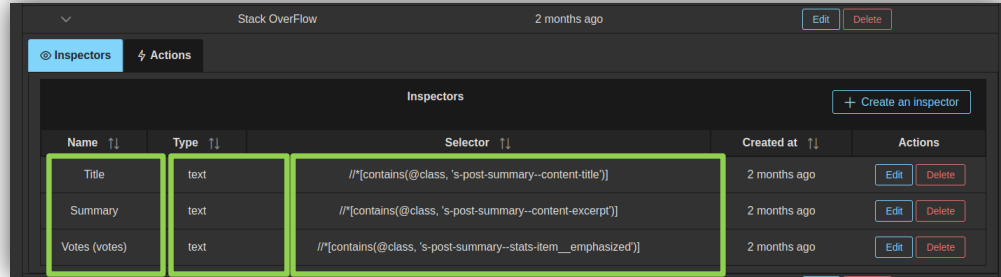 Stack OverFlow 2 months ago Edit Delete
Inspectors Actions
Inspectors + Create an inspector
Name Type Selector Created at Actions
Title text //*[contains(@class, 's-post-summary--content-title')] 2 months ago Edit Delete
Summary text //*[contains(@class, 's-post-summary--content-excerpt')] 2 months ago Edit Delete
Votes (votes) text //*[contains(@class, 's-post-summary--stats-item__emphasized')] 2 months ago Edit Delete